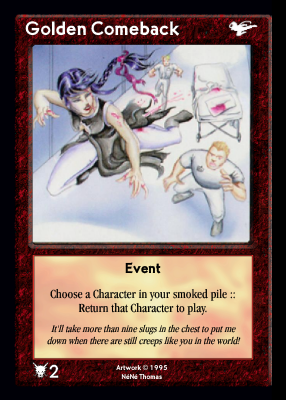 Golden Comeback
Event
Choose a Character in your smoked pile ::
Return that Character to play.
It'll take more than nine slugs in the chest to put me
down when there are still creeps like you in the world!
2
Artwork © 1995
NéNé Thomas